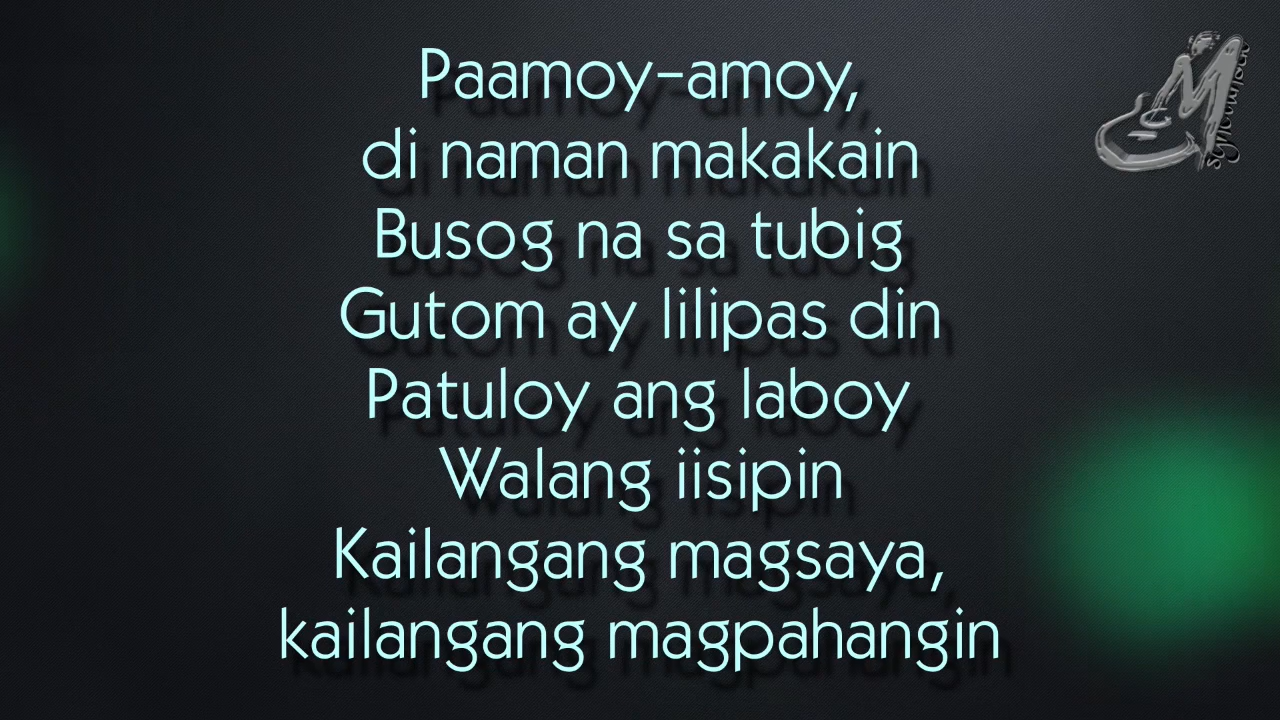 Paamoy-amoy,
di naman makakain
Busog na sa tubig
Gutom ay lilipas din
Patuloy ang laboy
Walang iisipin
Kailangang magsaya,
kailangang magpahangin